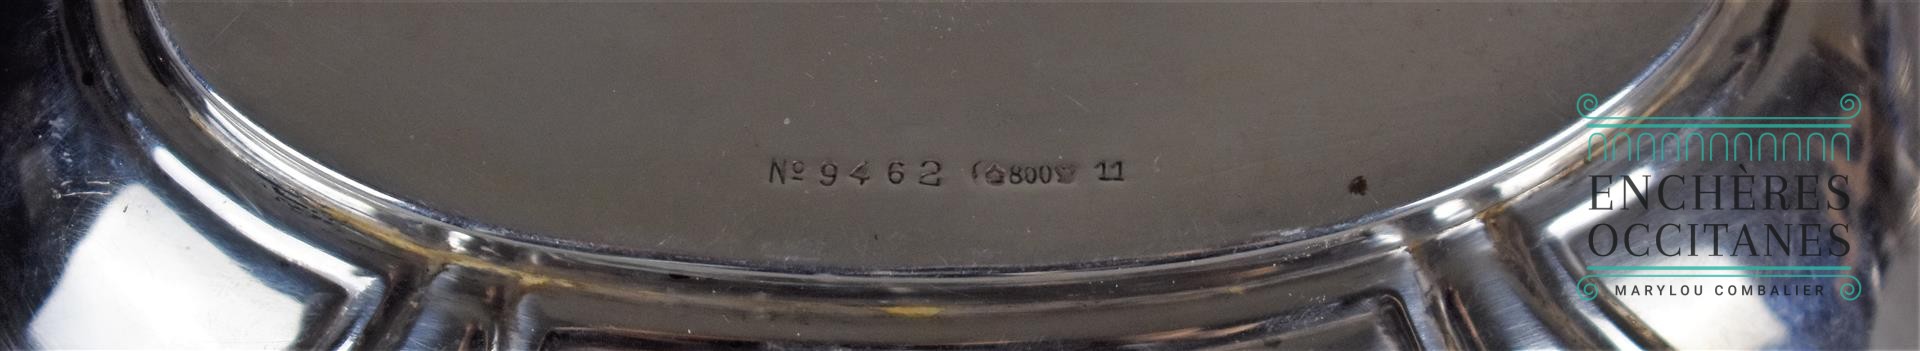 Nº 9462 800 11
ENCHÈRES
OCCITANES
MARYLOU COMBALIER